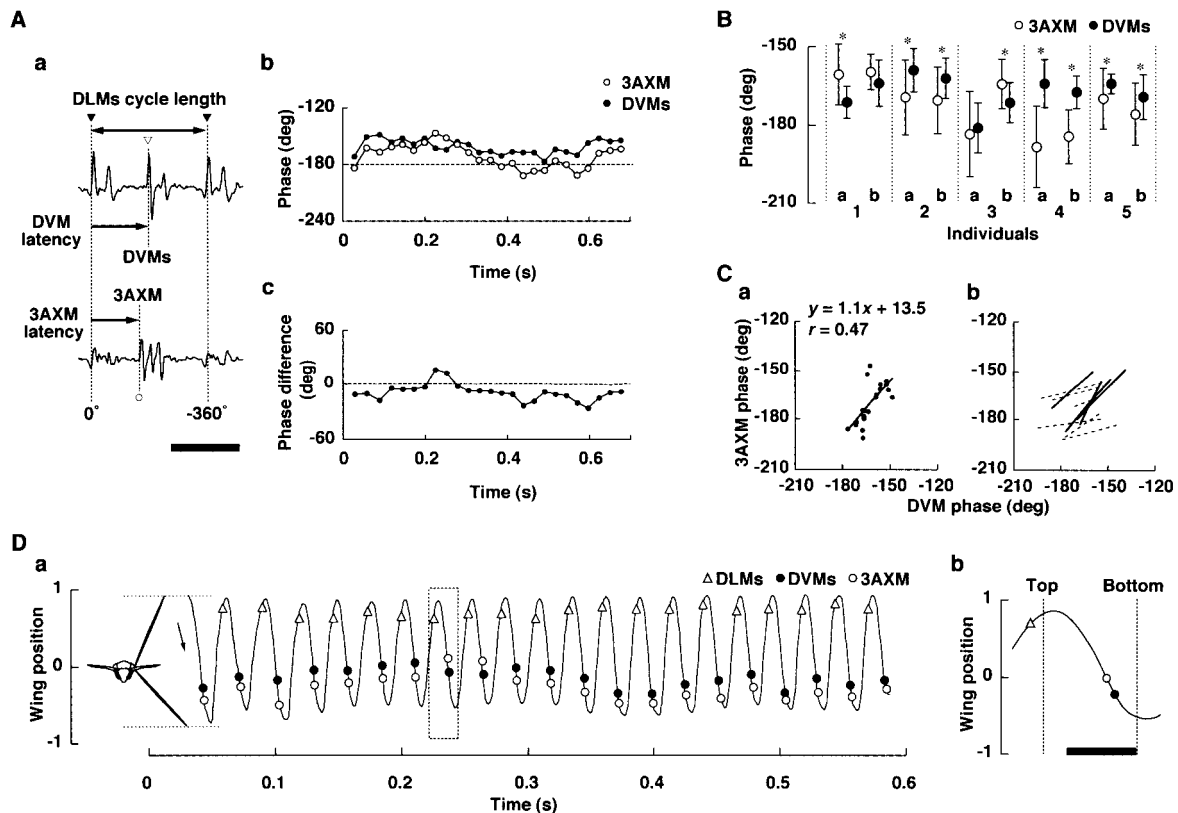 A
a
DLMs cycle length
DVM
latency
DVMs
3AXM
3AXM
latency
0°
-360°
b
3AXM
DVMs
Phase (deg)
-120
-180
-240
0
0.2
0.4
0.6
Time (s)
c
Phase difference
(deg)
60
0
-60
0
0.2
0.4
0.6
Time (s)
B
3AXM DVMs
Phase (deg)
-150
-180
-210
* * * * * * * *
a b a b a b a b a b
1 2 3 4 5
Individuals
C
a
y = 1.1x + 13.5
r = 0.47
3AXM phase (deg)
-120
-150
-180
-210
-210 -180 -150 -120
b
-120
-150
-180
-210
-210 -180 -150 -120
DVM phase (deg)
D
a
DLMs DVMs 3AXM
Wing position
1
0
-1
0 0.1 0.2 0.3 0.4 0.5 0.6
Time (s)
b
Top Bottom
Wing position
1
0
-1